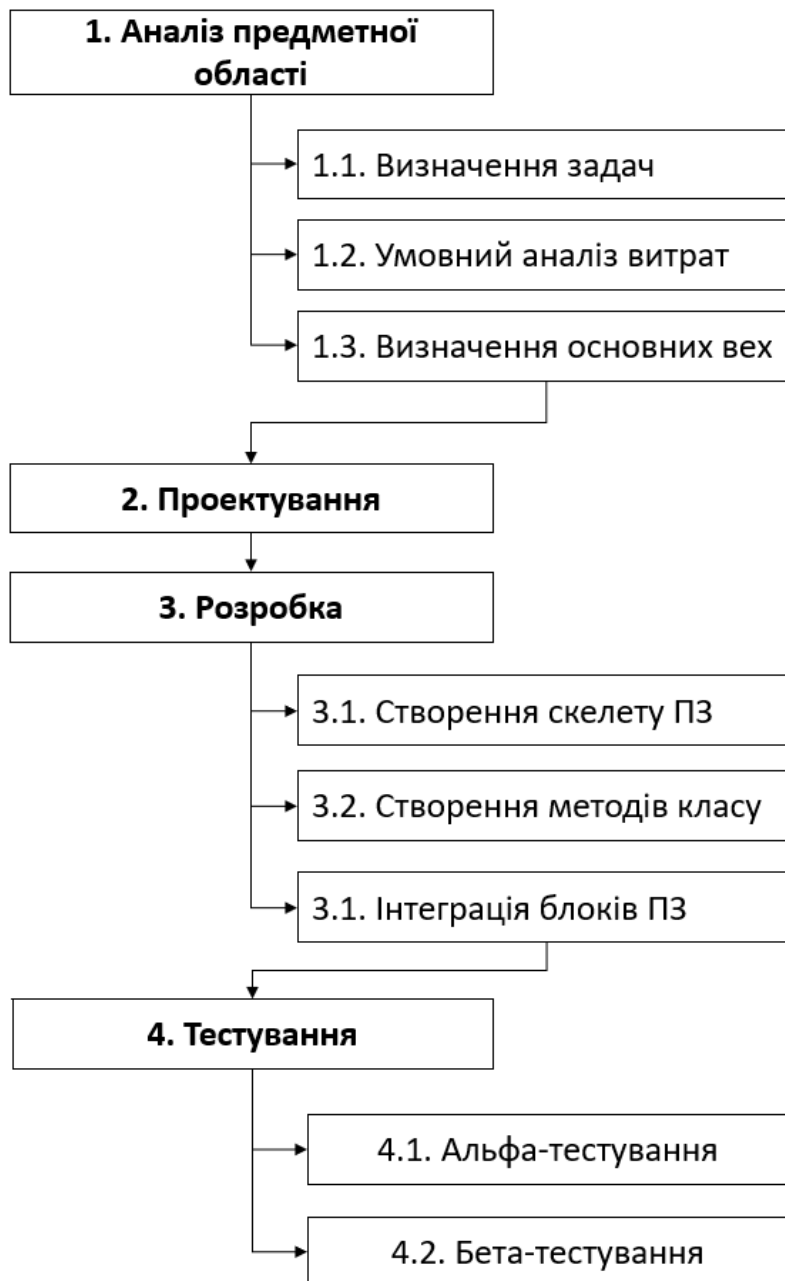 1. Аналіз предметної
області
1.1. Визначення задач
1.2. Умовний аналіз витрат
1.3. Визначення основних вех
2. Проектування
3. Розробка
3.1. Створення скелету ПЗ
3.2. Створення методів класу
3.1. Інтеграція блоків ПЗ
4. Тестування
4.1. Альфа-тестування
4.2. Бета-тестування